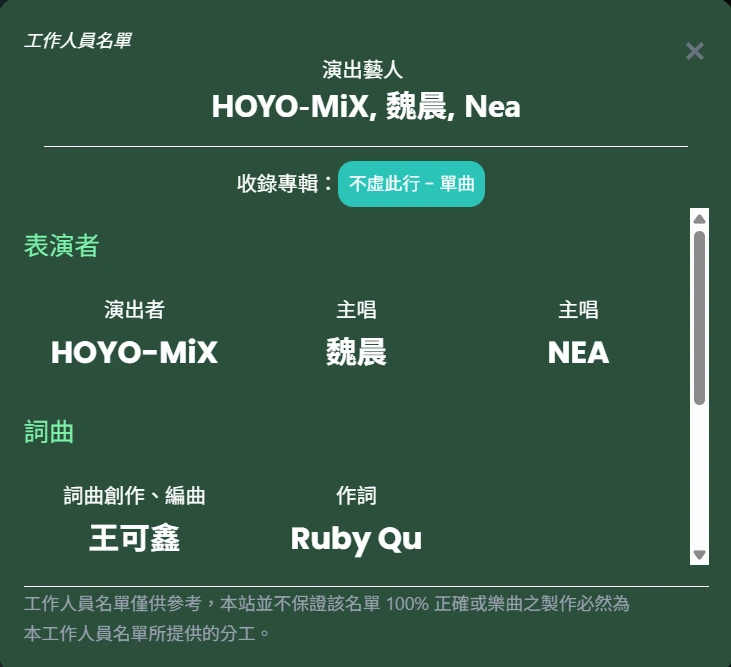 工作人員名單
演出藝人
HOYO-MiX, 魏晨, Nea
收錄專輯：不虛此行 - 單曲
表演者
演出者 主唱 主唱
HOYO-MiX 魏晨 NEA
詞曲
詞曲創作、編曲 作詞
王可鑫 Ruby Qu
工作人員名單僅供參考，本站並不保證該名單 100% 正確或樂曲之製作必然為
本工作人員名單所提供的分工。